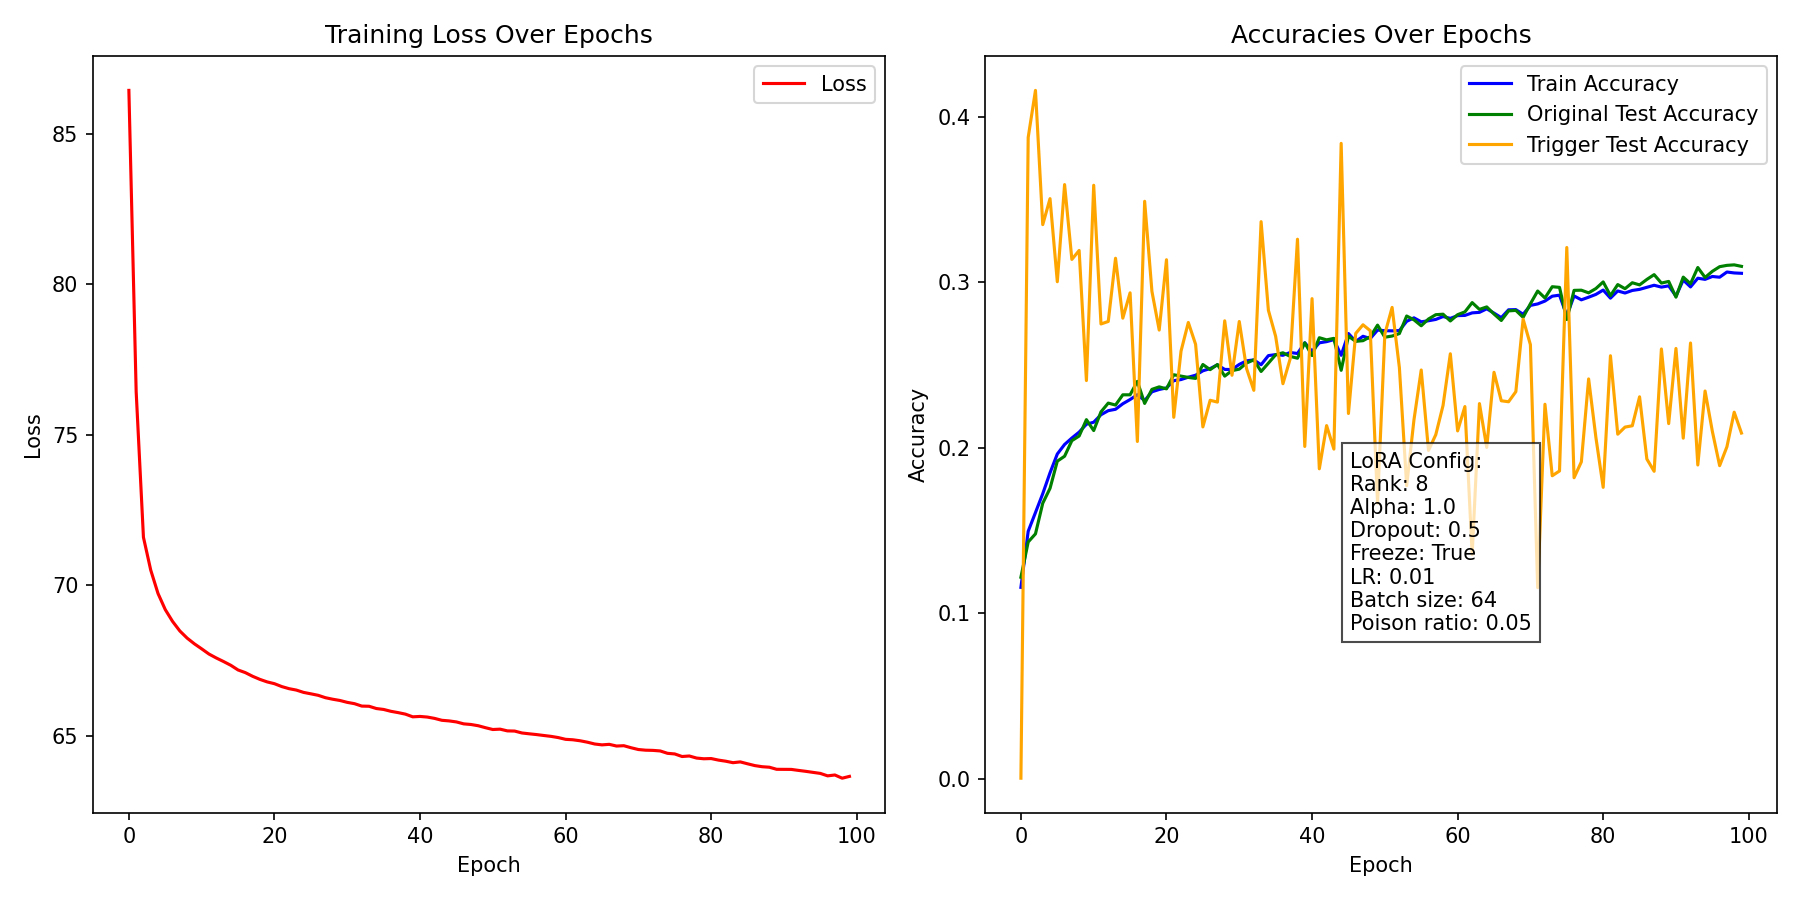 Training Loss Over Epochs
Loss
85
80
75
70
65
0 20 40 60 80 100
Epoch
Loss
Accuracies Over Epochs
Train Accuracy
Original Test Accuracy
Trigger Test Accuracy
0.4
0.3
0.2
0.1
0.0
LoRA Config:
Rank: 8
Alpha: 1.0
Dropout: 0.5
Freeze: True
LR: 0.01
Batch size: 64
Poison ratio: 0.05
0 20 40 60 80 100
Epoch
Accuracy